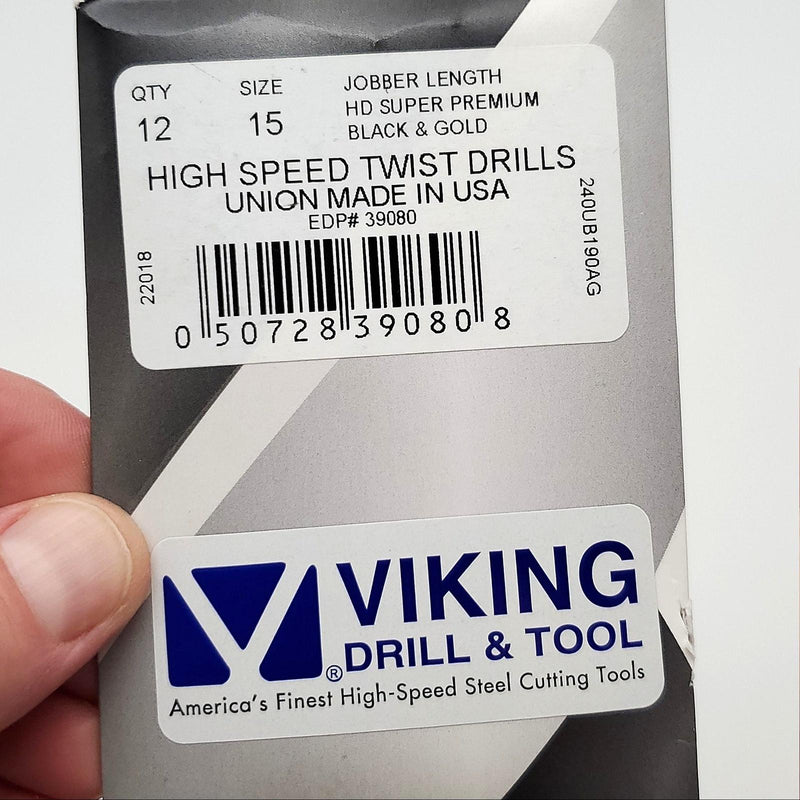 QTY
12
SIZE
15
JOBBER LENGTH
HD SUPER PREMIUM
BLACK & GOLD
HIGH SPEED TWIST DRILLS
UNION MADE IN USA
EDP# 39080
22018
240UB190AG
0 50728 39080 8
VIKING
DRILL & TOOL
®
America's Finest High-Speed Steel Cutting Tools